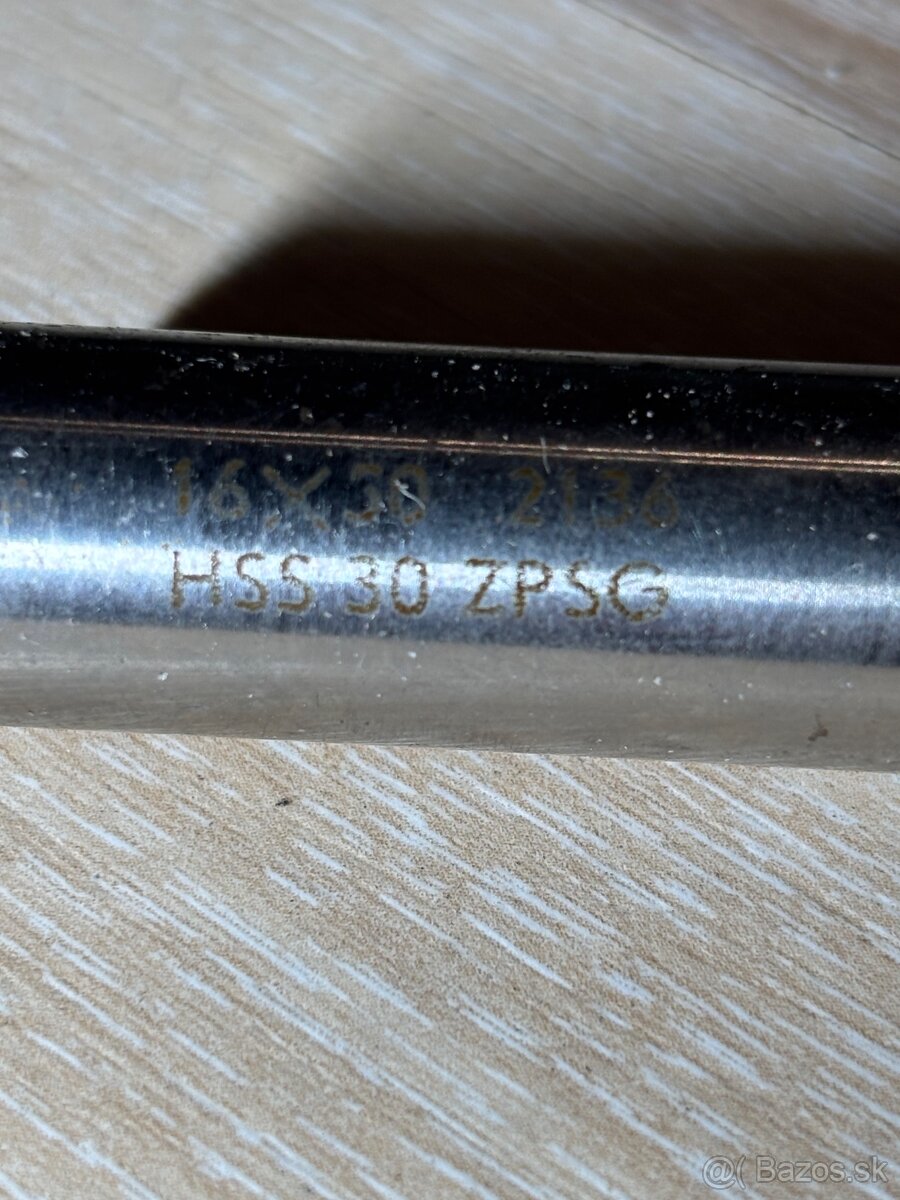 16X30 2136
HSS 30 ZPSG
@( Bazos.sk